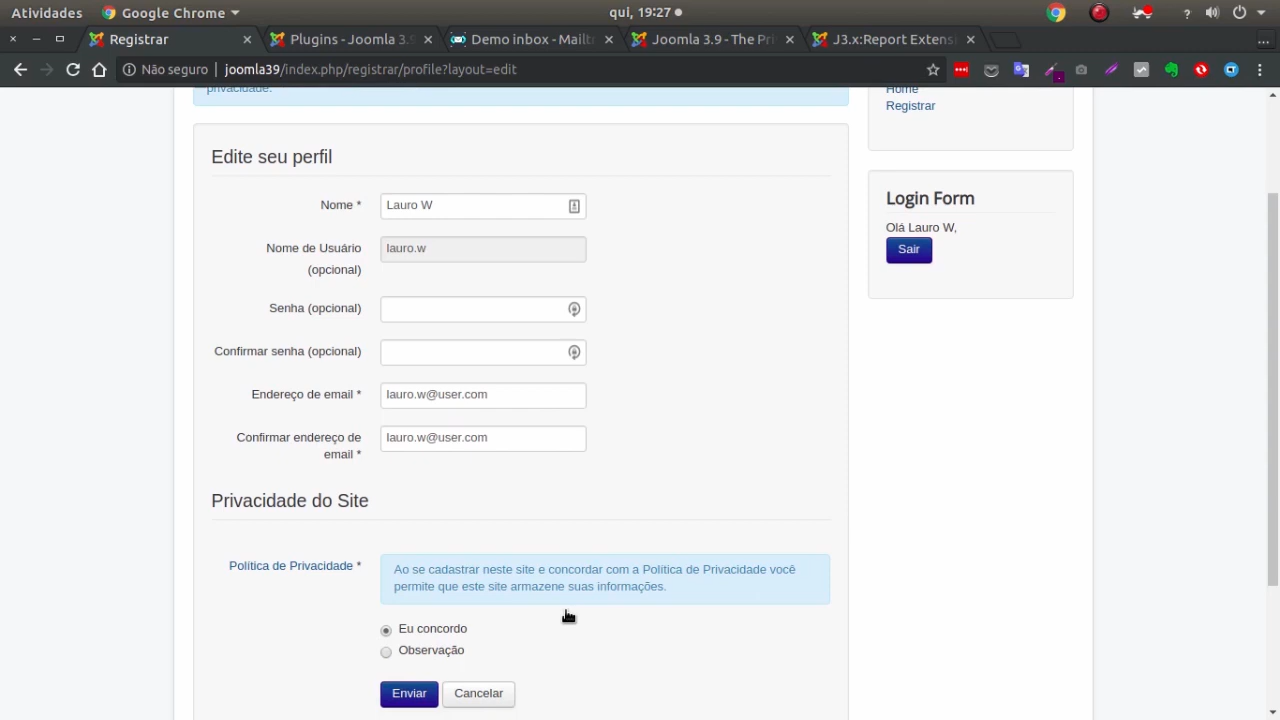 Atividades
Google Chrome
qui, 19:27
?
Registrar
Plugins - Joomla 3.9
Demo inbox - Mailtr
Joomla 3.9 - The Pri
J3.x:Report Extens
Não seguro
joomla39/index.php/registrar/profile?layout=edit
privacidade.
Home
Registrar
Edite seu perfil
Nome *
Lauro W
Nome de Usuário
(opcional)
lauro.w
Senha (opcional)
Confirmar senha (opcional)
Endereço de email *
lauro.w@user.com
Confirmar endereço de
email *
lauro.w@user.com
Login Form
Olá Lauro W,
Sair
Privacidade do Site
Política de Privacidade *
Ao se cadastrar neste site e concordar com a Política de Privacidade você
permite que este site armazene suas informações.
Eu concordo
Observação
Enviar
Cancelar